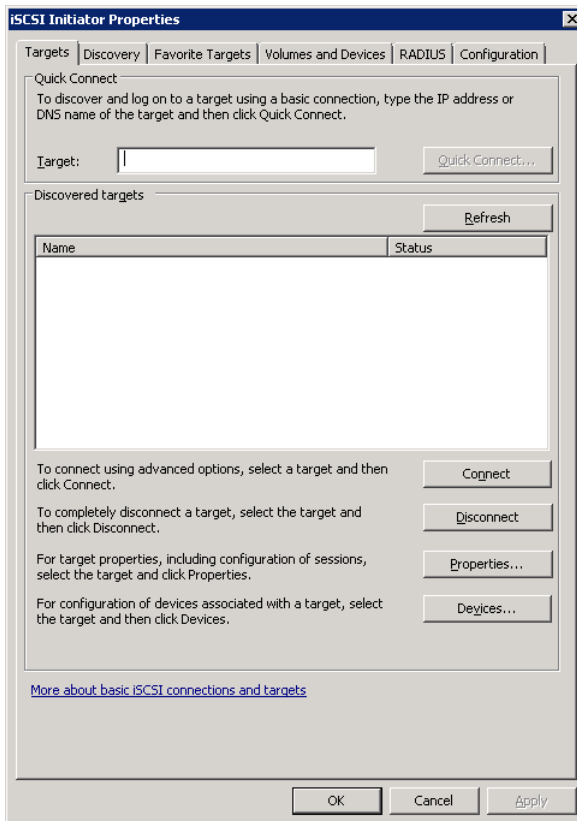 iSCSI Initiator Properties
Targets Discovery Favorite Targets Volumes and Devices RADIUS Configuration
Quick Connect
To discover and log on to a target using a basic connection, type the IP address or
DNS name of the target and then click Quick Connect.
Target:
Quick Connect...
Discovered targets
Refresh
Name Status
To connect using advanced options, select a target and then
click Connect.
Connect
To completely disconnect a target, select the target and
then click Disconnect.
Disconnect
For target properties, including configuration of sessions,
select the target and click Properties.
Properties...
For configuration of devices associated with a target, select
the target and then click Devices.
Devices...
More about basic iSCSI connections and targets
OK Cancel Apply